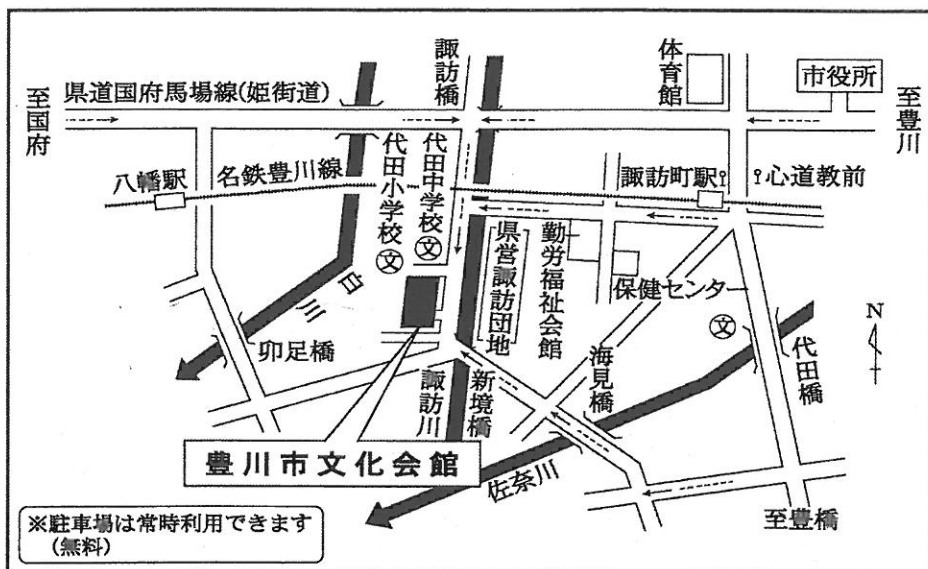 諏訪橋
体育館
市役所
県道国府馬場線(姫街道)
至国府
至豊川
代田小学校
代田中学校
八幡駅
名鉄豊川線
諏訪町駅
心道教前
文
文
県営諏訪団地
勤労福祉会館
保健センター
白川
卯足橋
文
代田橋
N
海見橋
新境橋
諏訪川
豊川市文化会館
佐奈川
至豊橋
※駐車場は常時利用できます
(無料)